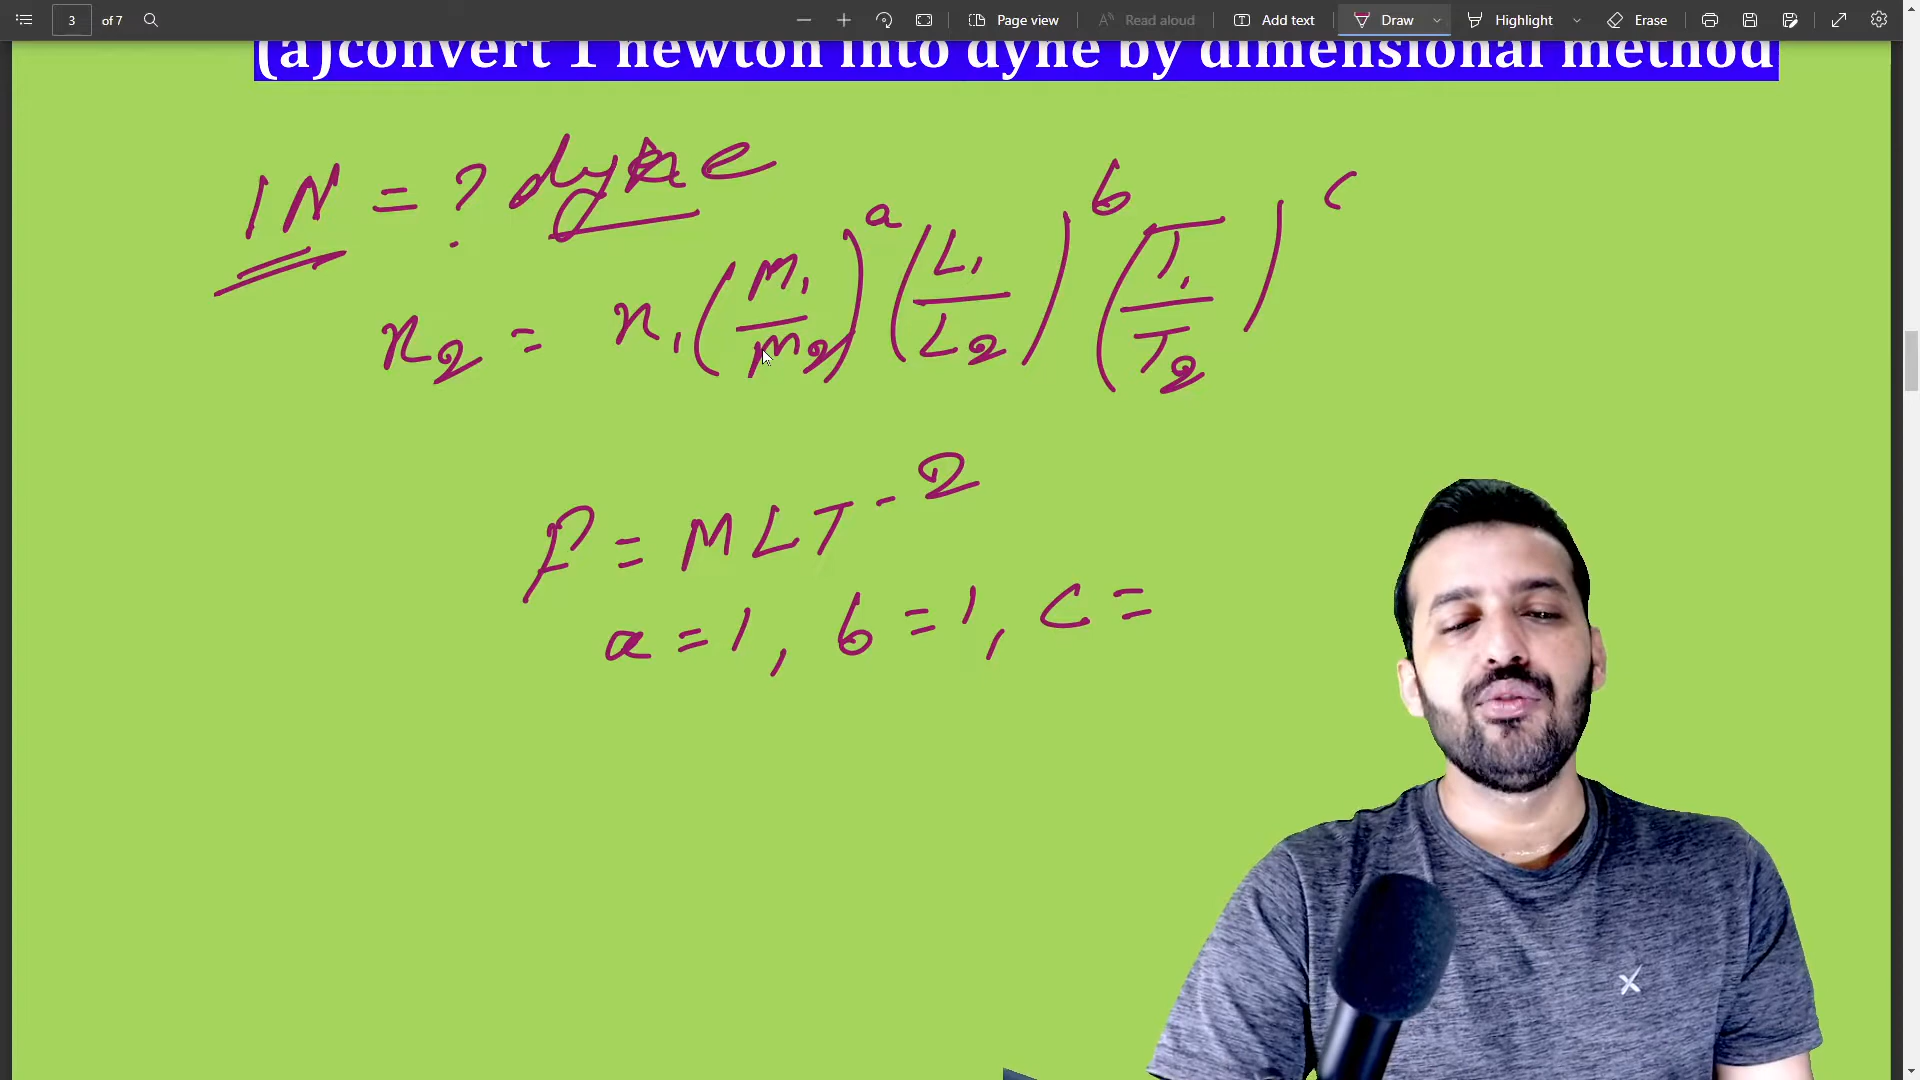 3 of 7 Page view Read aloud Add text Draw Highlight Erase
(a)convert 1 newton into dyne by dimensional method
1N = ? dyne
n₂ = n₁ (M₁/M₂)ᵃ (L₁/L₂)ᵇ (T₁/T₂)ᶜ
F = MLT⁻²
a = 1, b = 1, c =